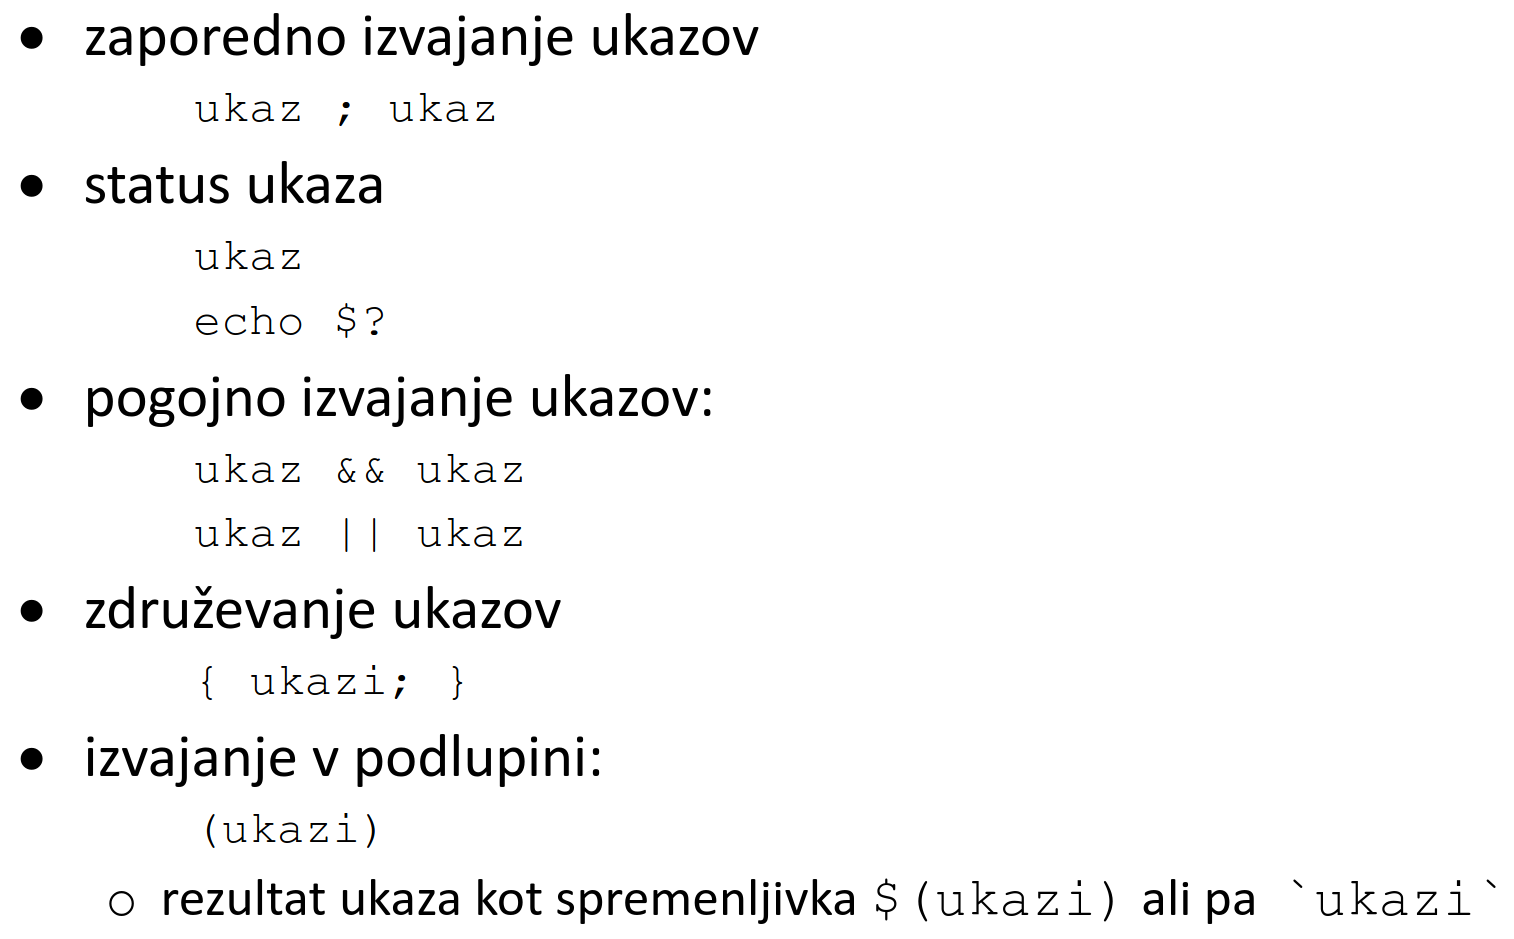 • zaporedno izvajanje ukazov
ukaz ; ukaz
• status ukaza
ukaz
echo $?
• pogojno izvajanje ukazov:
ukaz && ukaz
ukaz || ukaz
• združevanje ukazov
{ ukazi; }
• izvajanje v podlupini:
(ukazi)
○ rezultat ukaza kot spremenljivka $(ukazi) ali pa `ukazi`